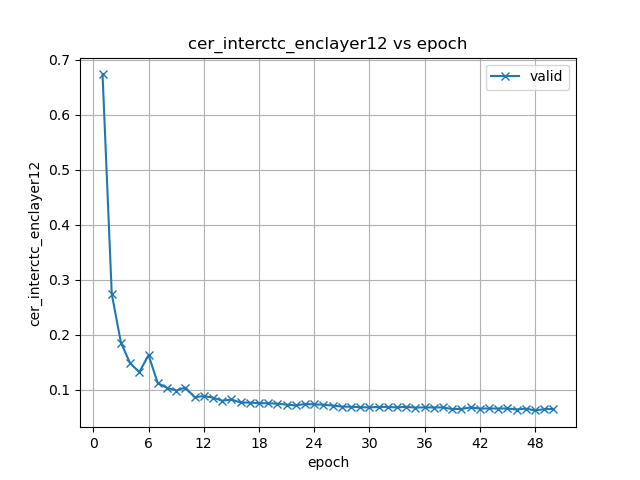 cer_interctc_enclayer12 vs epoch
valid
cer_interctc_enclayer12
0.7
0.6
0.5
0.4
0.3
0.2
0.1
0 6 12 18 24 30 36 42 48
epoch